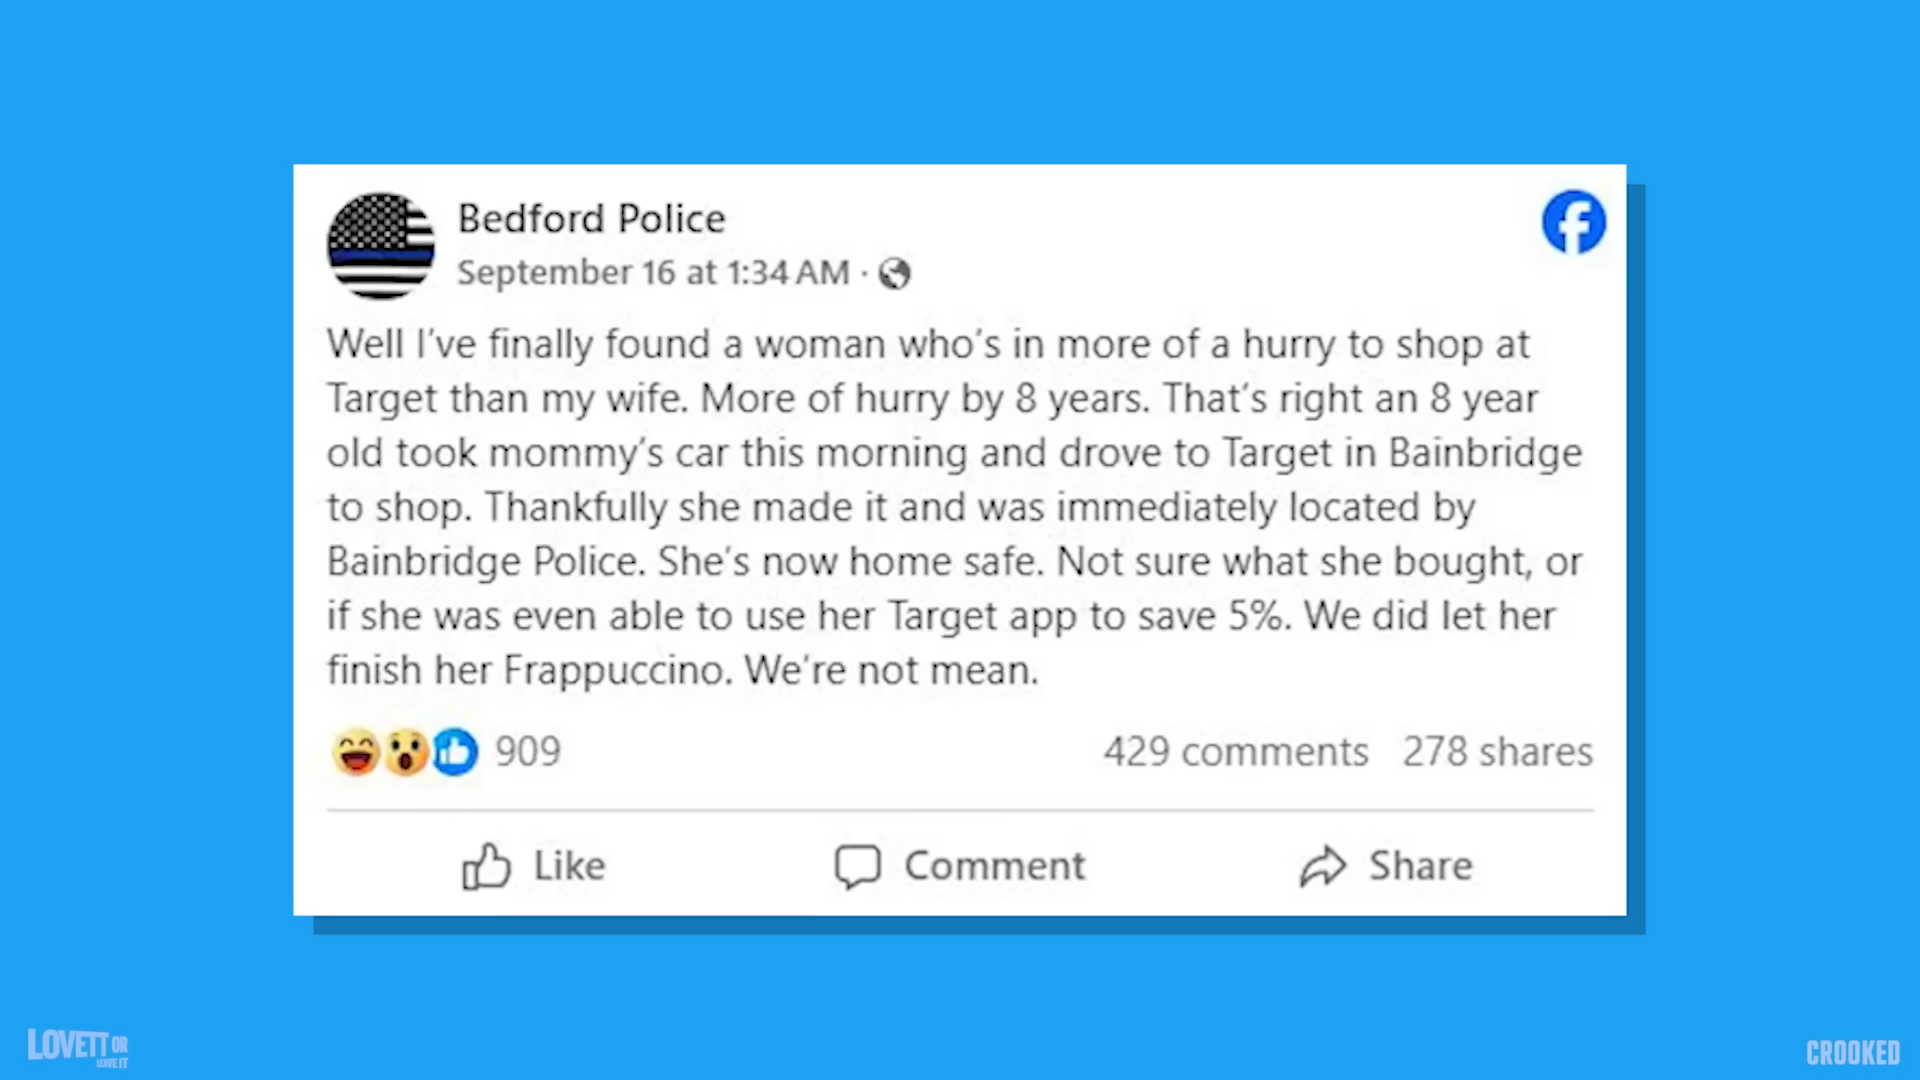 Bedford Police
September 16 at 1:34 AM ·
Well I've finally found a woman who's in more of a hurry to shop at
Target than my wife. More of hurry by 8 years. That's right an 8 year
old took mommy's car this morning and drove to Target in Bainbridge
to shop. Thankfully she made it and was immediately located by
Bainbridge Police. She's now home safe. Not sure what she bought, or
if she was even able to use her Target app to save 5%. We did let her
finish her Frappuccino. We're not mean.
909
429 comments 278 shares
Like
Comment
Share
LOVETT OR
LEAVE IT
CROOKED